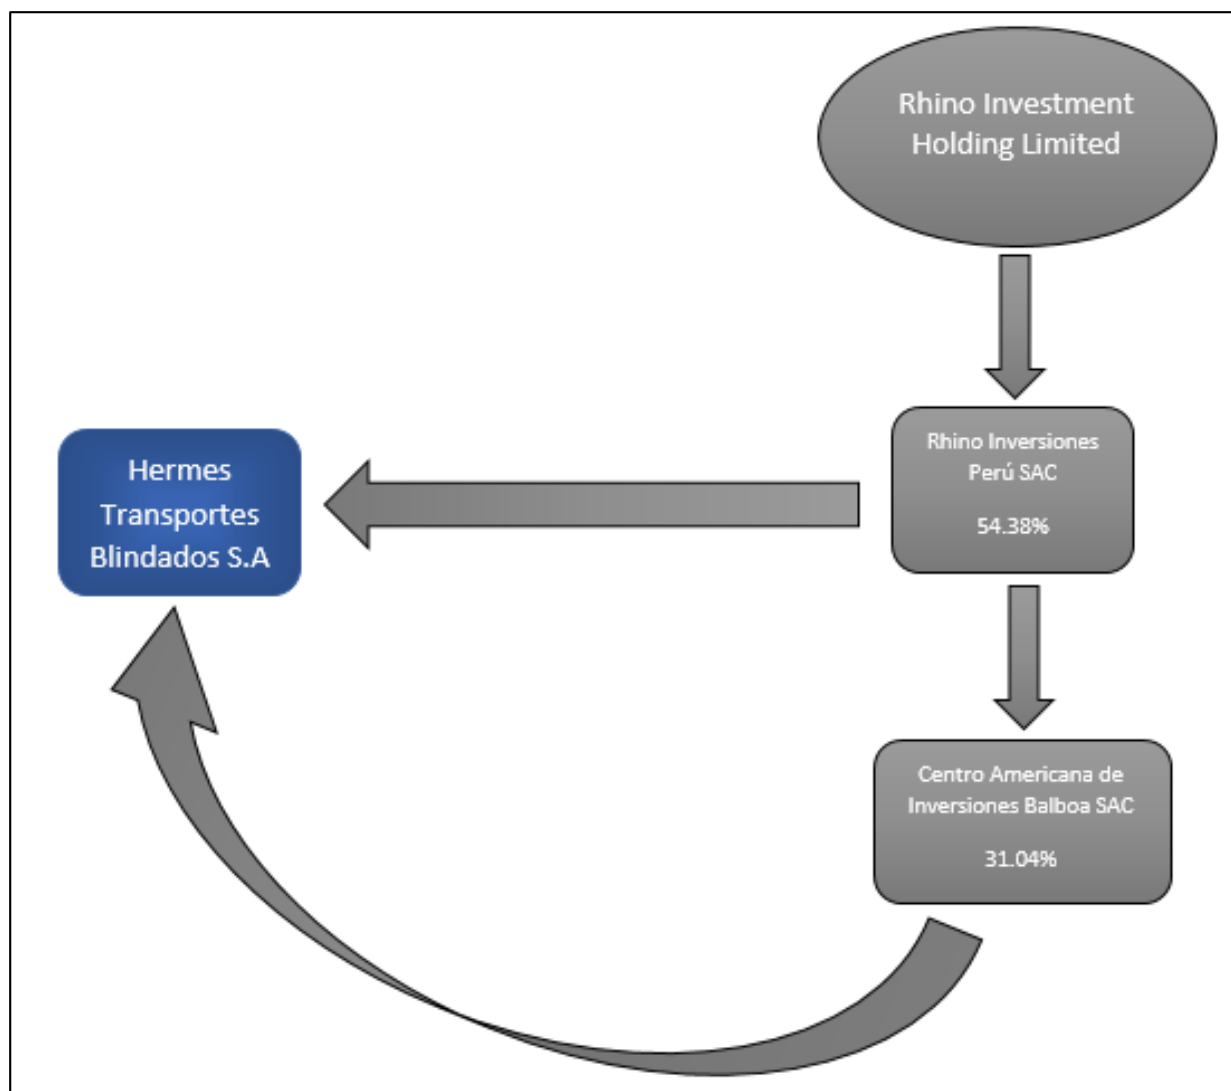 Rhino Investment
Holding Limited
Rhino Inversiones
Perú SAC
54.38%
Hermes
Transportes
Blindados S.A
Centro Americana de
Inversiones Balboa SAC
31.04%